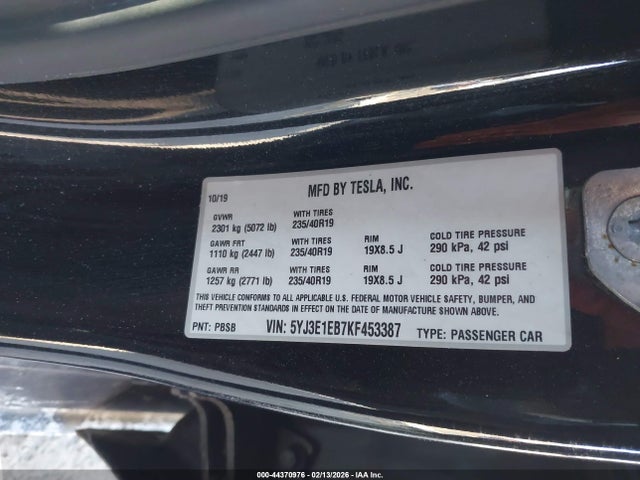 MFD BY TESLA, INC.
10/19
GVWR WITH TIRES
2301 kg (5072 lb) 235/40R19
GAWR FRT WITH TIRES RIM COLD TIRE PRESSURE
1110 kg (2447 lb) 235/40R19 19X8.5 J 290 kPa, 42 psi
GAWR RR WITH TIRES RIM COLD TIRE PRESSURE
1257 kg (2771 lb) 235/40R19 19X8.5 J 290 kPa, 42 psi
THIS VEHICLE CONFORMS TO ALL APPLICABLE U.S. FEDERAL MOTOR VEHICLE SAFETY, BUMPER, AND
THEFT PREVENTION STANDARDS IN EFFECT ON THE DATE OF MANUFACTURE SHOWN ABOVE.
PNT: PBSB VIN: 5YJ3E1EB7KF453387 TYPE: PASSENGER CAR
000-44370976 - 02/13/2026 - IAA Inc.